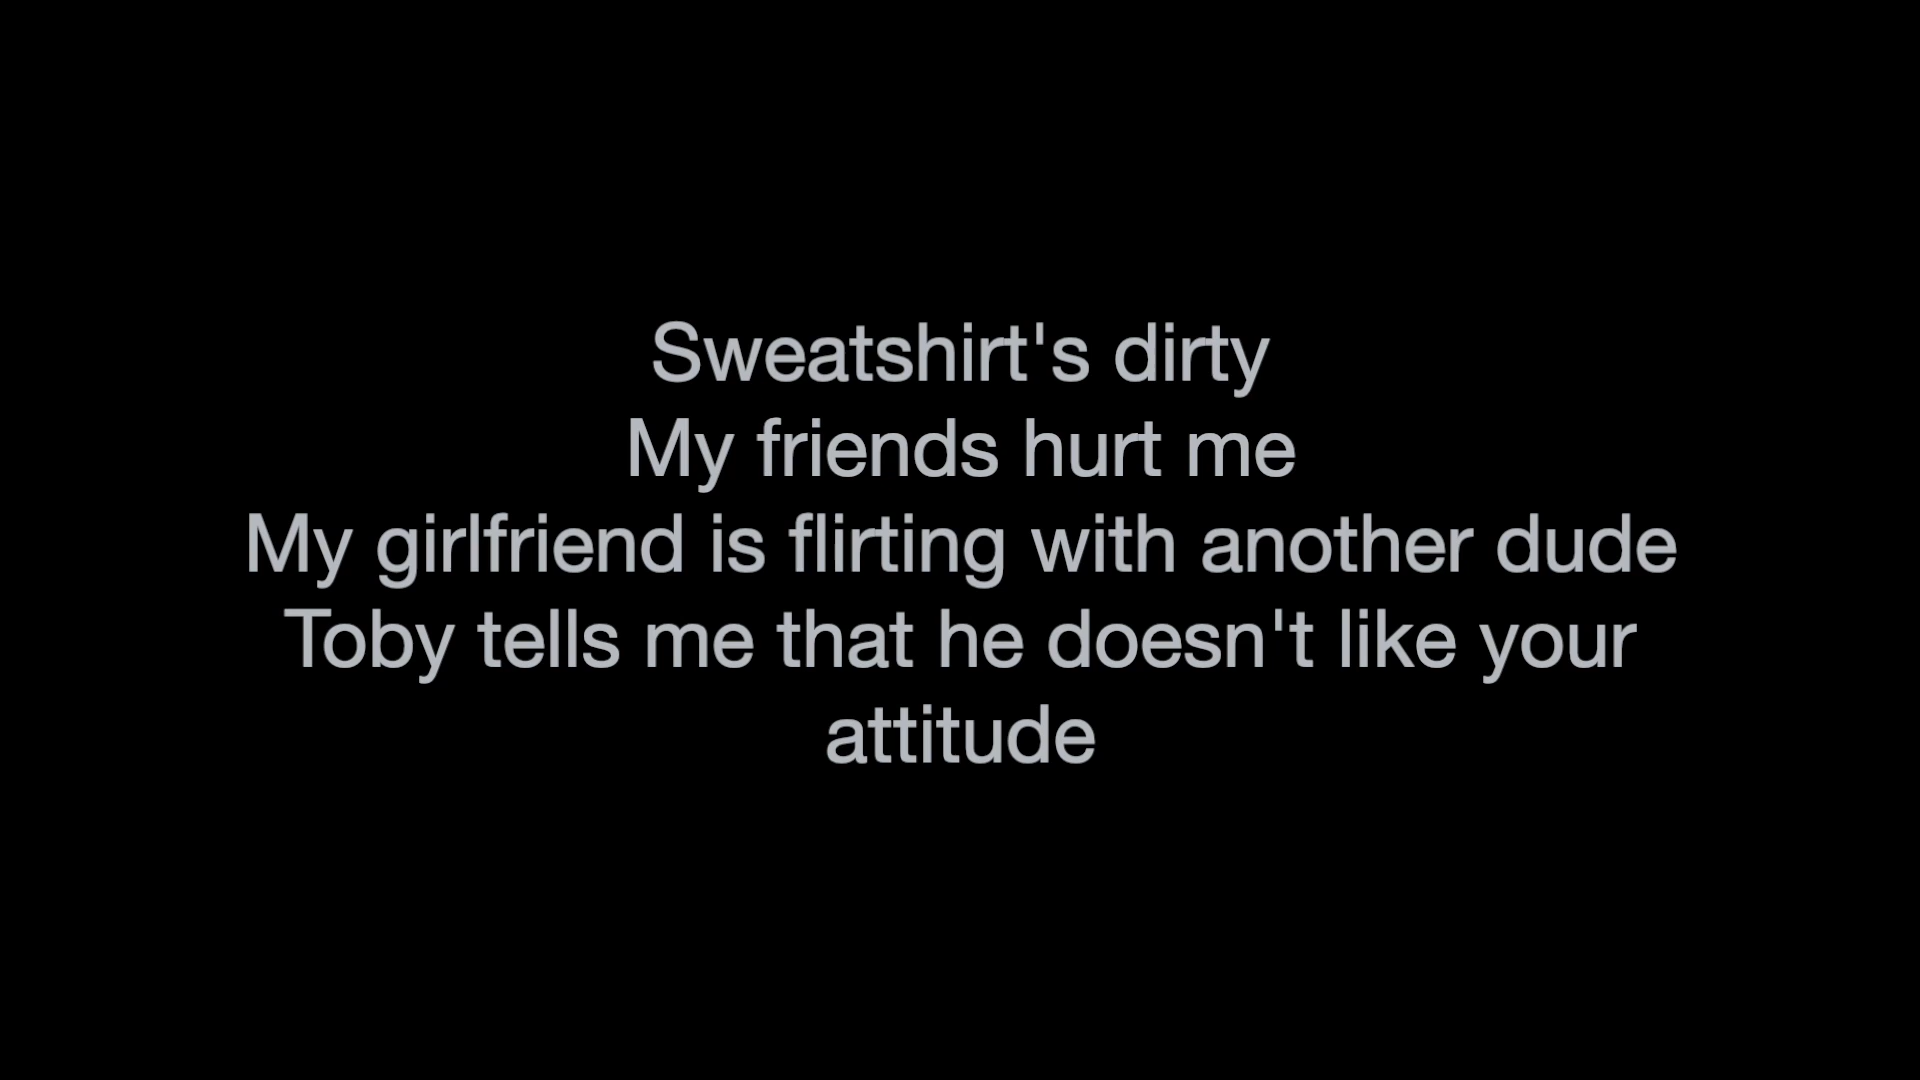 Sweatshirt's dirty
My friends hurt me
My girlfriend is flirting with another dude
Toby tells me that he doesn't like your
attitude